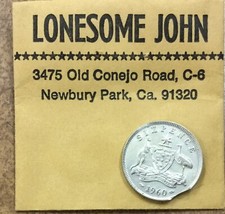 LONESOME JOHN
★★★★★★★★★★★★★★★★★★★★★★★★
3475 Old Conejo Road, C-6
Newbury Park, Ca. 91320
SIXPENCE
1960